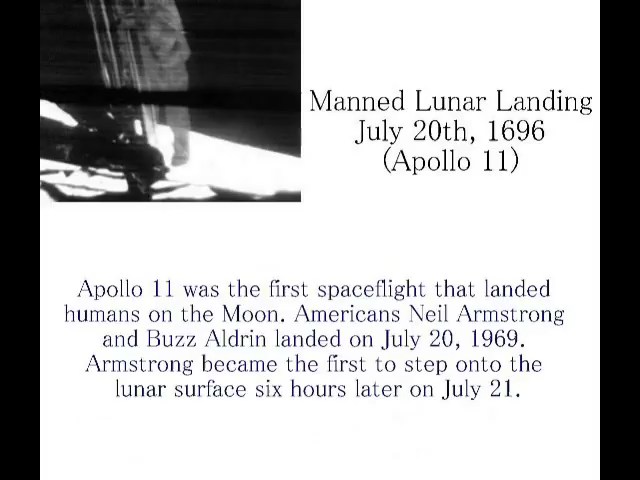 Manned Lunar Landing
July 20th, 1696
(Apollo 11)
Apollo 11 was the first spaceflight that landed
humans on the Moon. Americans Neil Armstrong
and Buzz Aldrin landed on July 20, 1969.
Armstrong became the first to step onto the
lunar surface six hours later on July 21.